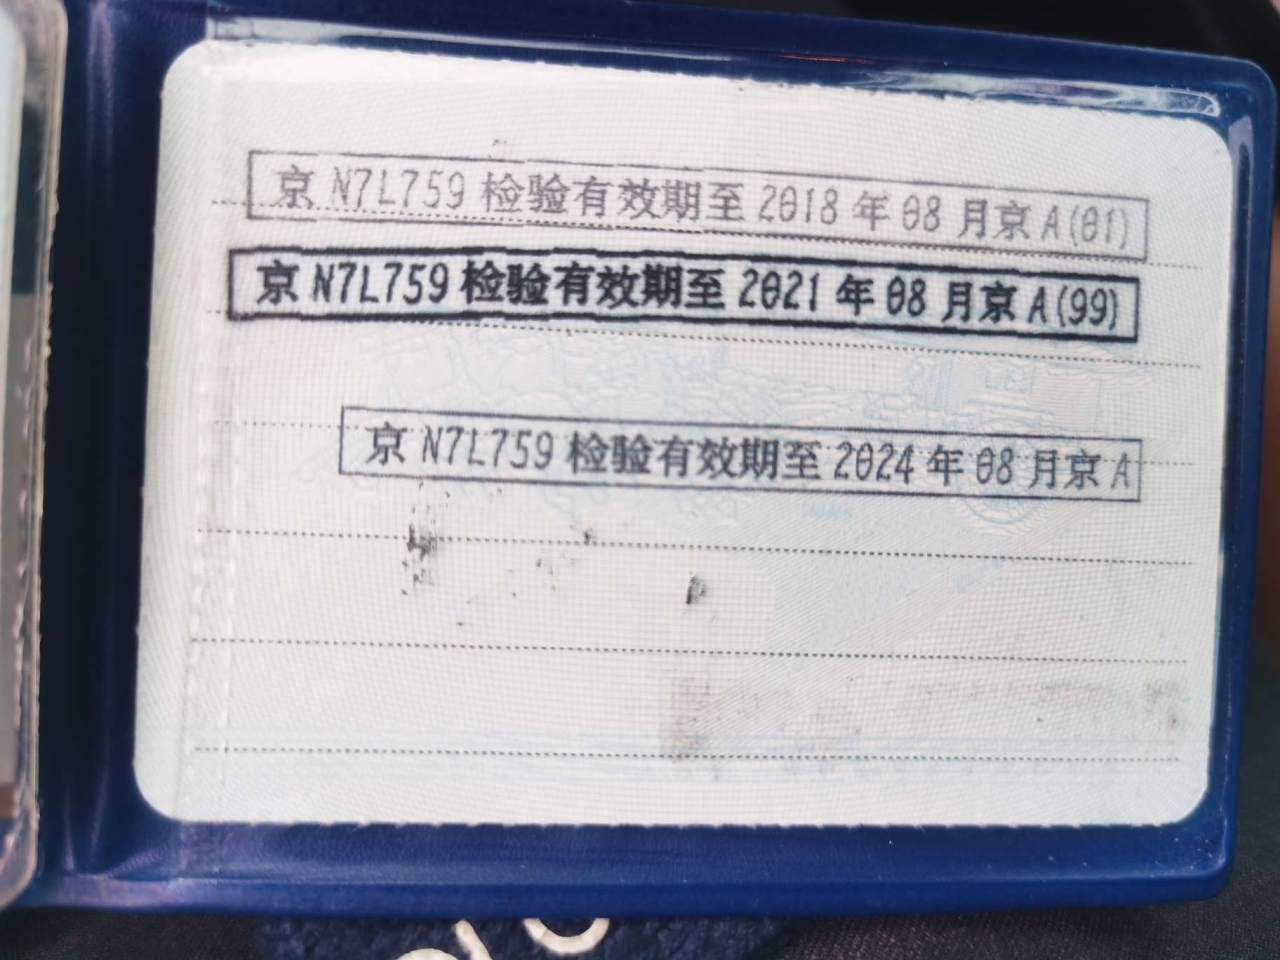 京 N7L759 检验有效期至 2018 年 08 月京 A(01)
京 N7L759 检验有效期至 2021 年 08 月京 A(99)
京 N7L759 检验有效期至 2024 年 08 月京 A